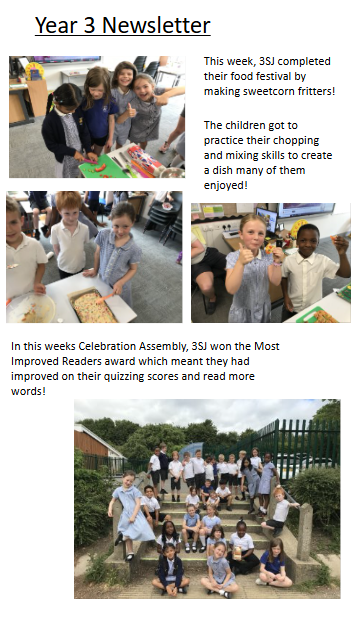 Year 3 Newsletter
This week, 3SJ completed
their food festival by
making sweetcorn fritters!
The children got to
practice their chopping
and mixing skills to create
a dish many of them
enjoyed!
In this weeks Celebration Assembly, 3SJ won the Most
Improved Readers award which meant they had
improved on their quizzing scores and read more
words!